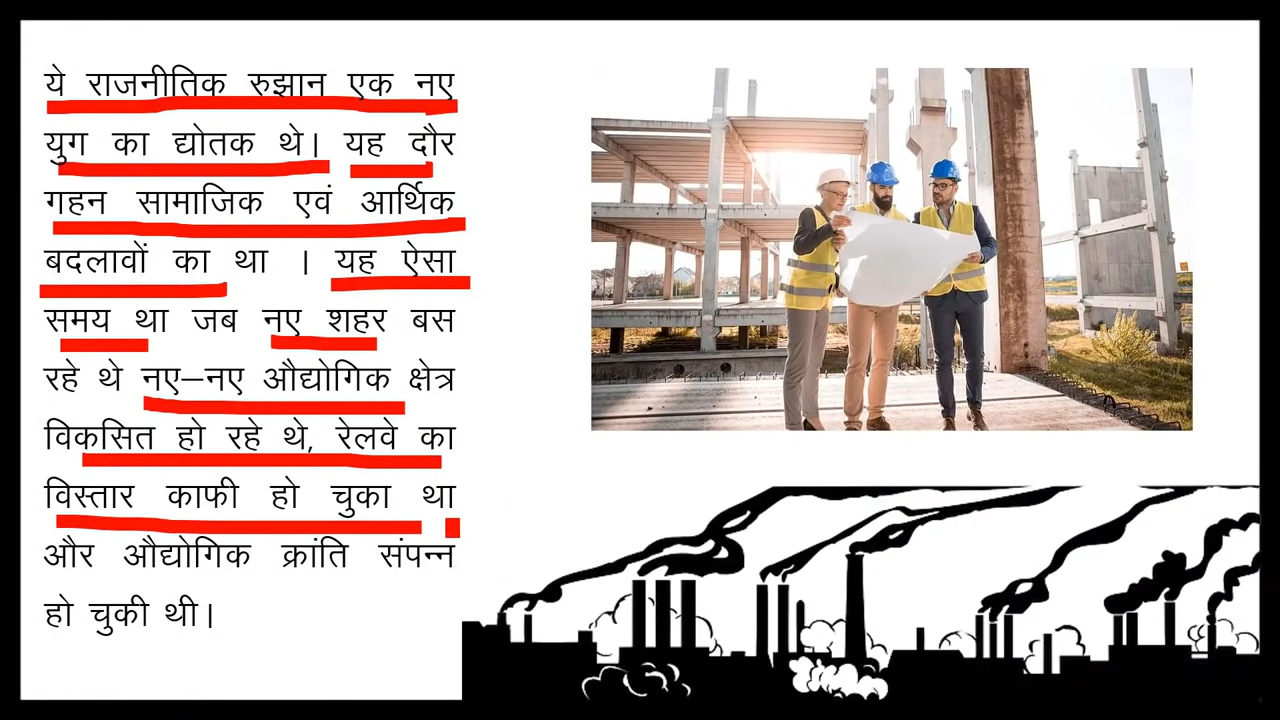 ये राजनीतिक रुझान एक नए
युग का द्योतक थे। यह दौर
गहन सामाजिक एवं आर्थिक
बदलावों का था ।  यह ऐसा
समय था जब नए शहर बस
रहे थे नए–नए औद्योगिक क्षेत्र
विकसित हो रहे थे, रेलवे का
विस्तार काफी हो चुका था
और औद्योगिक क्रांति संपन्न
हो चुकी थी।